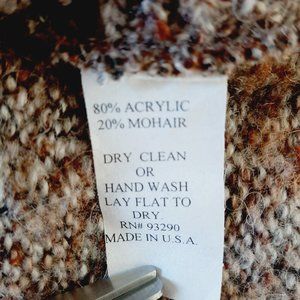 80% ACRYLIC
20% MOHAIR
DRY CLEAN
OR
HAND WASH
LAY FLAT TO
DRY
RN# 93290
MADE IN U.S.A.